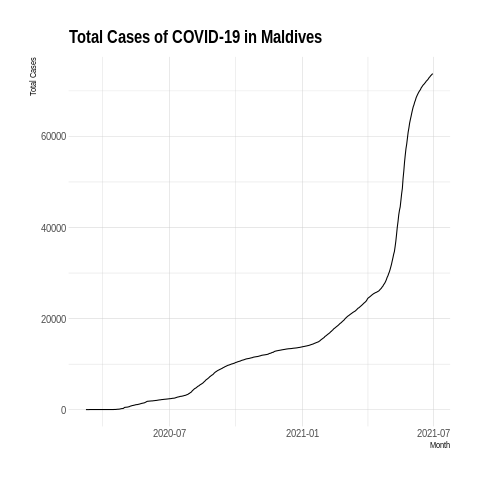 Total Cases of COVID-19 in Maldives
Total Cases
60000
40000
20000
0
2020-07
2021-01
2021-07
Month